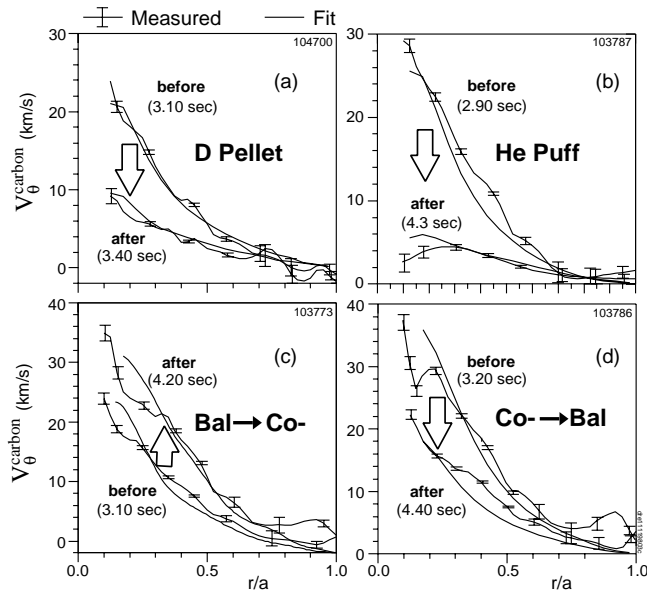 Measured Fit
104700
30
20
10
0
V_θ^carbon (km/s)
before
(3.10 sec)
(a)
D Pellet
after
(3.40 sec)
103787
30
20
10
0
before
(2.90 sec)
(b)
He Puff
after
(4.3 sec)
103773
40
30
20
10
0
V_θ^carbon (km/s)
after
(4.20 sec)
(c)
Bal→Co-
before
(3.10 sec)
0 0.5 1.0
r/a
103786
40
30
20
10
0
before
(3.20 sec)
(d)
Co-→Bal
after
(4.40 sec)
0 0.5 1.0
r/a